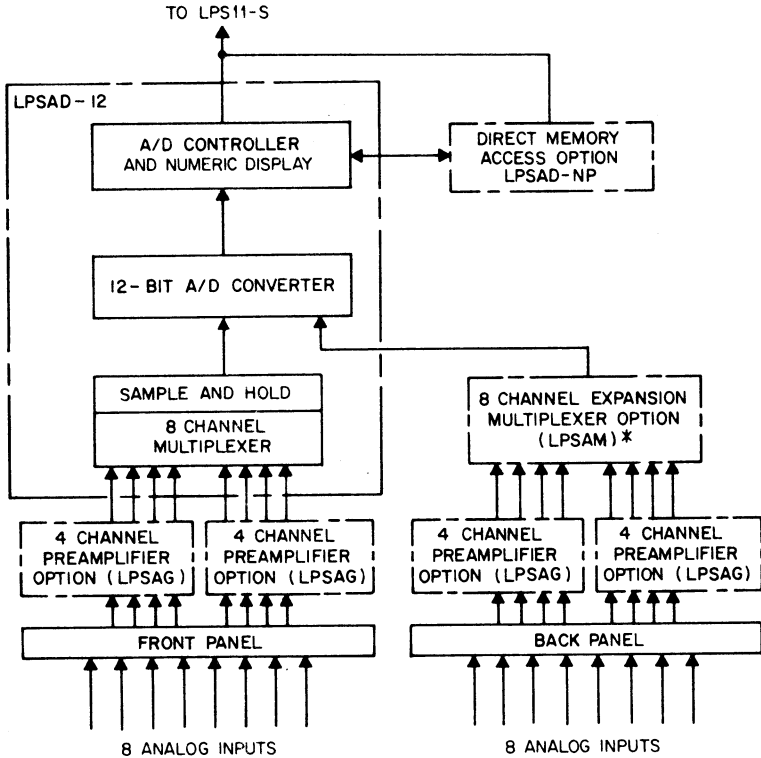 TO LPS11-S
LPSAD-12
A/D CONTROLLER
AND NUMERIC DISPLAY
DIRECT MEMORY
ACCESS OPTION
LPSAD-NP
12-BIT A/D CONVERTER
SAMPLE AND HOLD
8 CHANNEL
MULTIPLEXER
8 CHANNEL EXPANSION
MULTIPLEXER OPTION
(LPSAM)*
4 CHANNEL
PREAMPLIFIER
OPTION (LPSAG)
4 CHANNEL
PREAMPLIFIER
OPTION (LPSAG)
4 CHANNEL
PREAMPLIFIER
OPTION (LPSAG)
4 CHANNEL
PREAMPLIFIER
OPTION (LPSAG)
FRONT PANEL
BACK PANEL
8 ANALOG INPUTS
8 ANALOG INPUTS